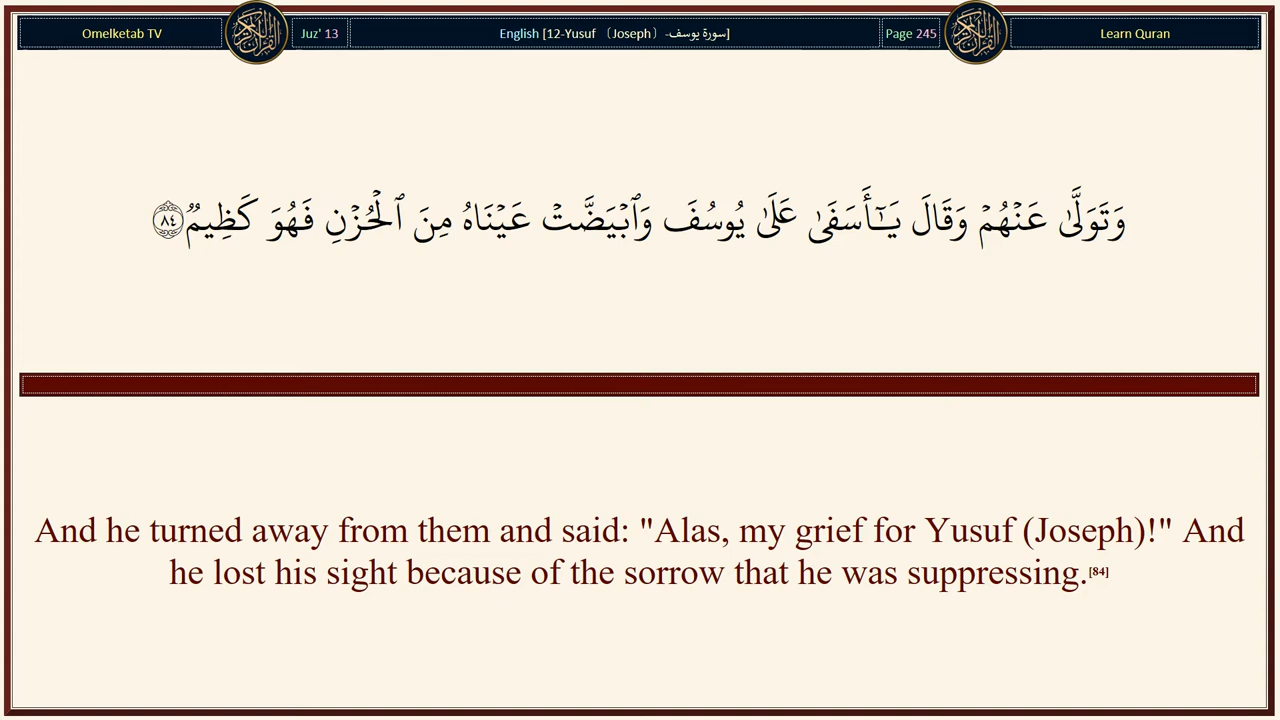 Omelketab TV
Juz' 13
English [12-Yusuf （Joseph） -سورة يوسف]
Page 245
Learn Quran
وَتَوَلَّىٰ عَنْهُمْ وَقَالَ يَـٰٓأَسَفَىٰ عَلَىٰ يُوسُفَ وَٱبْيَضَّتْ عَيْنَاهُ مِنَ ٱلْحُزْنِ فَهُوَ كَظِيمٌ ٨٤
And he turned away from them and said: "Alas, my grief for Yusuf (Joseph)!" And
he lost his sight because of the sorrow that he was suppressing.[84]